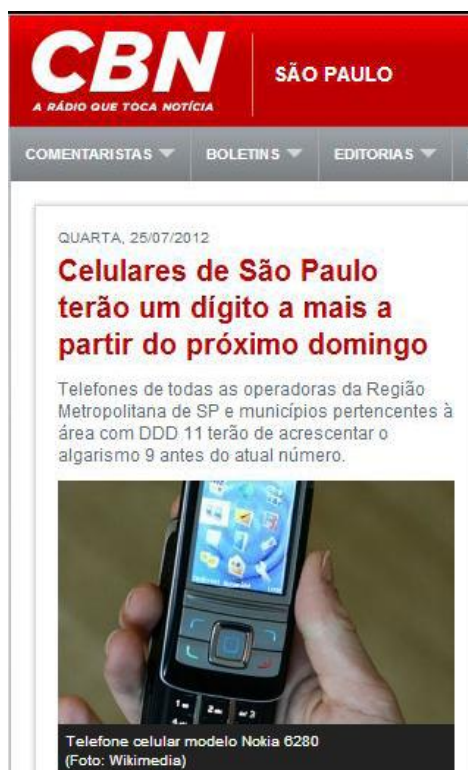 CBN
A RÁDIO QUE TOCA NOTÍCIA
SÃO PAULO
COMENTARISTAS
BOLETINS
EDITORIAS
QUARTA, 25/07/2012
Celulares de São Paulo
terão um dígito a mais a
partir do próximo domingo
Telefones de todas as operadoras da Região
Metropolitana de SP e municípios pertencentes à
área com DDD 11 terão de acrescentar o
algarismo 9 antes do atual número.
Telefone celular modelo Nokia 6280
(Foto: Wikimedia)